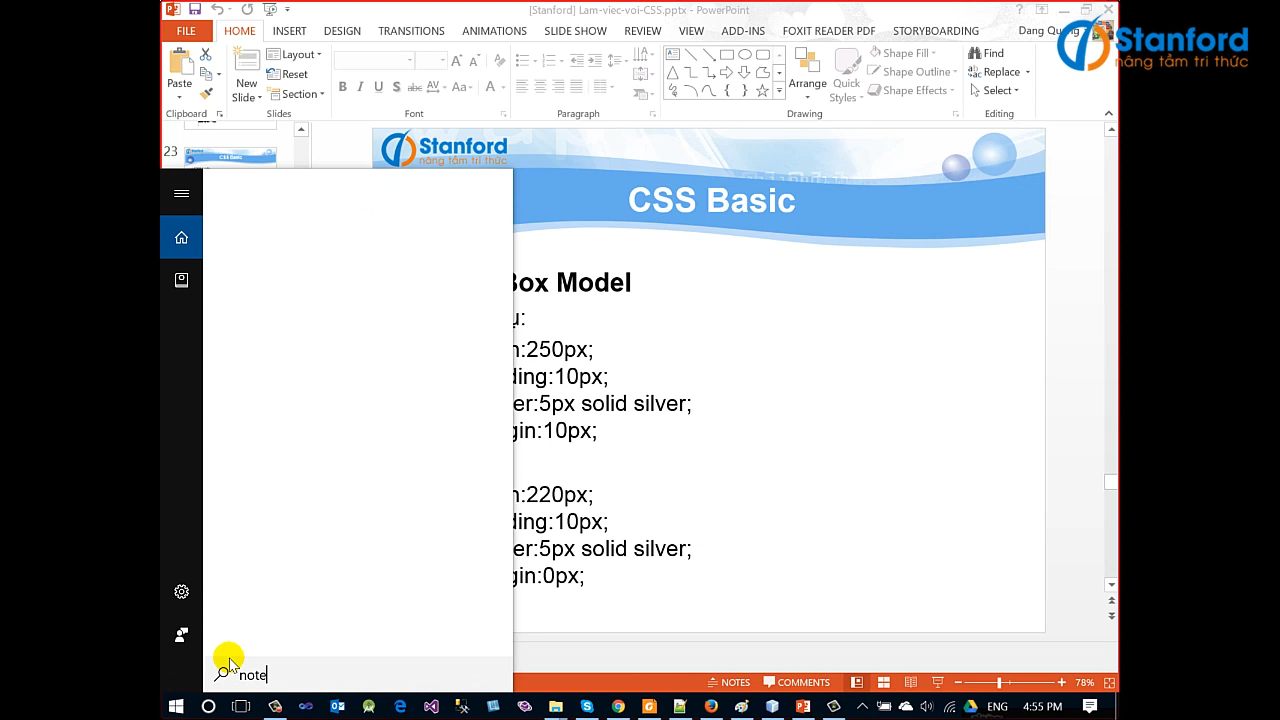 [Stanford] Lam-viec-voi-CSS.pptx - PowerPoint
FILE HOME INSERT DESIGN TRANSITIONS ANIMATIONS SLIDE SHOW REVIEW VIEW ADD-INS FOXIT READER PDF STORYBOARDING Dang Quang
Stanford
nâng tầm tri thức
Paste
New
Slide
Layout
Reset
Section
Arrange
Quick
Styles
Shape Fill
Shape Outline
Shape Effects
Find
Replace
Select
Clipboard Slides Font Paragraph Drawing Editing
23
CSS Basic
Stanford
nâng tầm tri thức
CSS Basic
Box Model
ụ:
h:250px;
ding:10px;
er:5px solid silver;
gin:10px;
h:220px;
ding:10px;
er:5px solid silver;
gin:0px;
note
NOTES COMMENTS 78%
ENG 4:55 PM